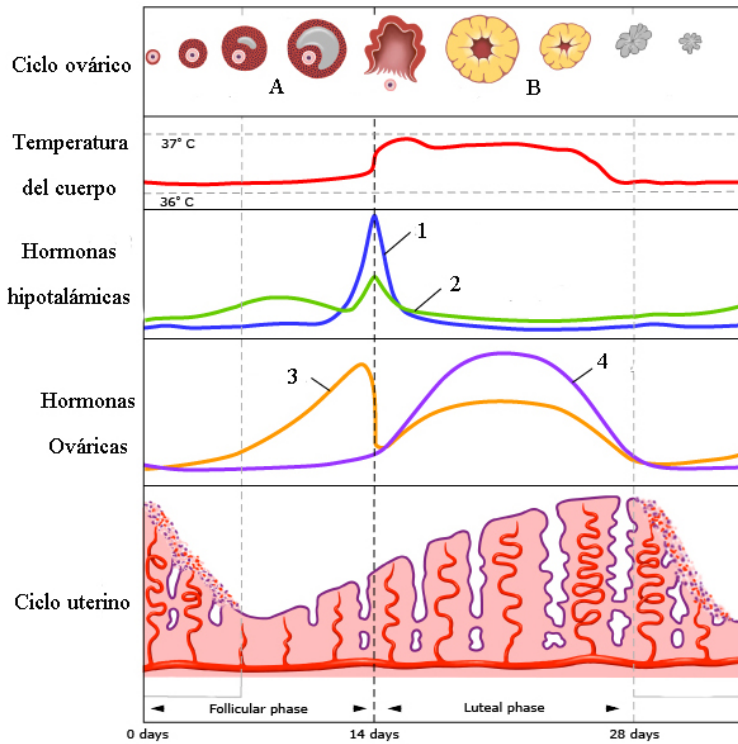 Ciclo ovárico
A
B
Temperatura
del cuerpo
37° C
36° C
Hormonas
hipotalámicas
1
2
Hormonas
Ováricas
3
4
Ciclo uterino
Follicular phase
Luteal phase
0 days
14 days
28 days